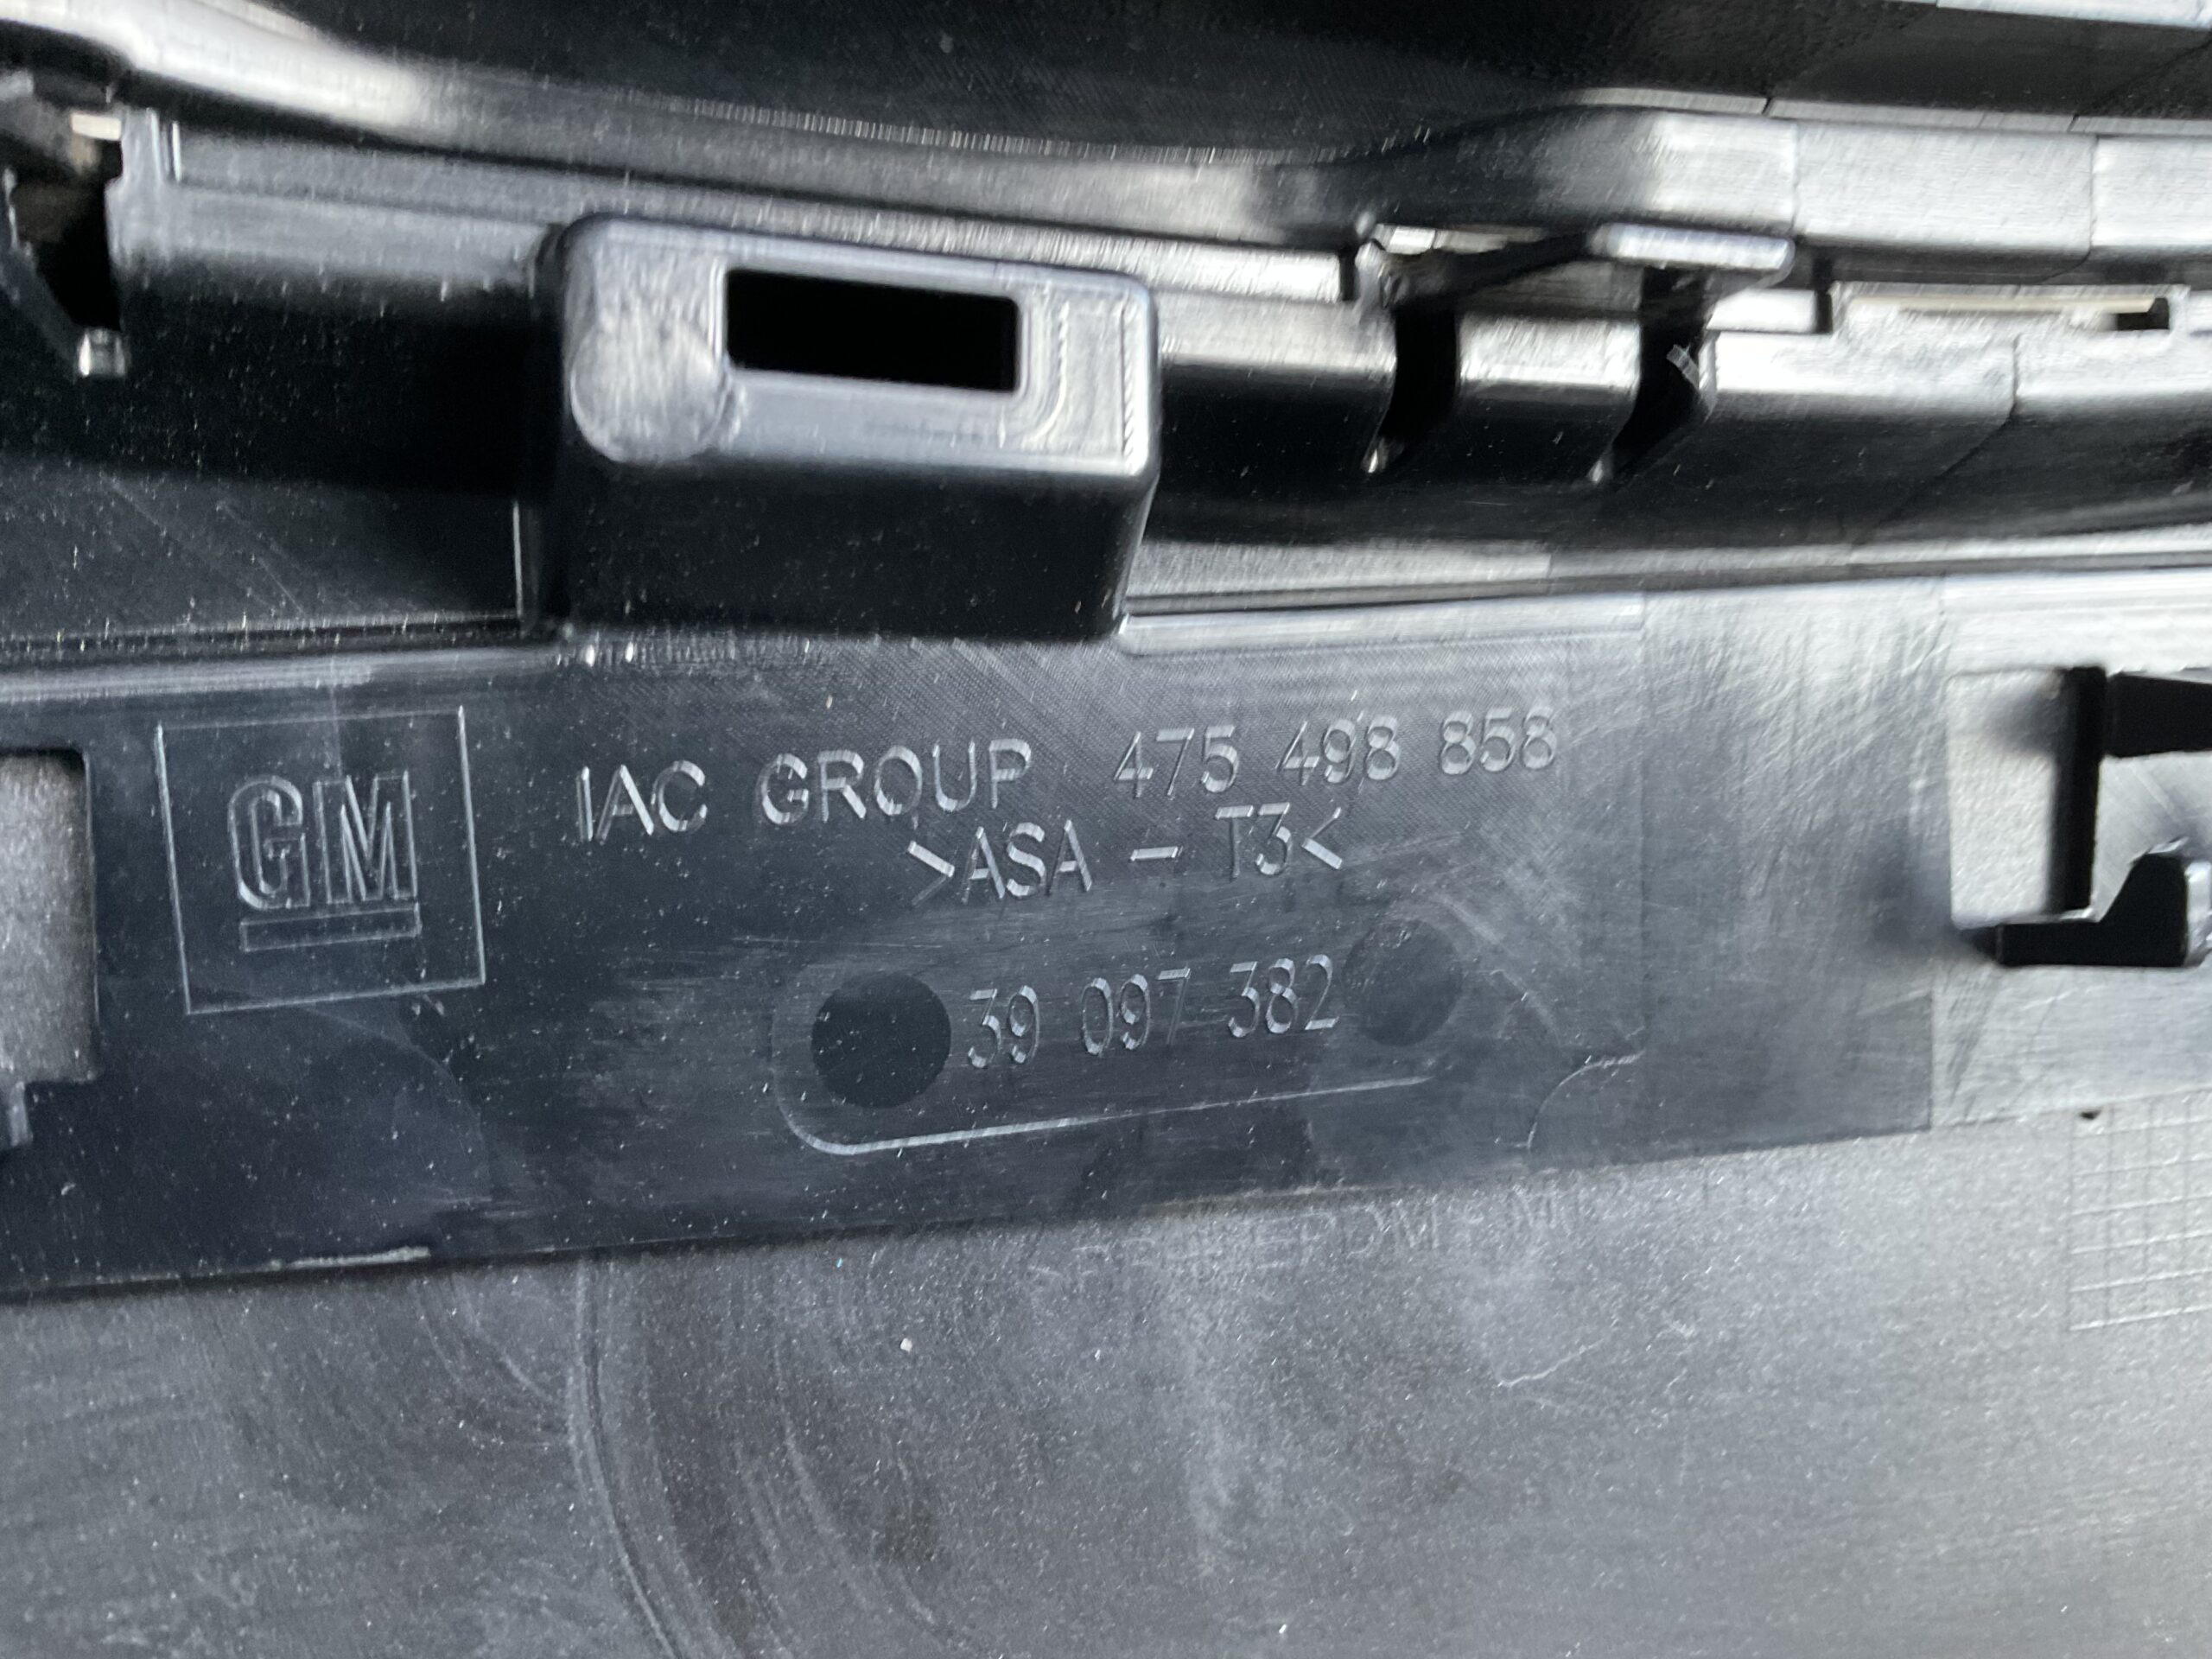 GM
IAC GROUP 475 498 858
>ASA - T3<
39 097 382